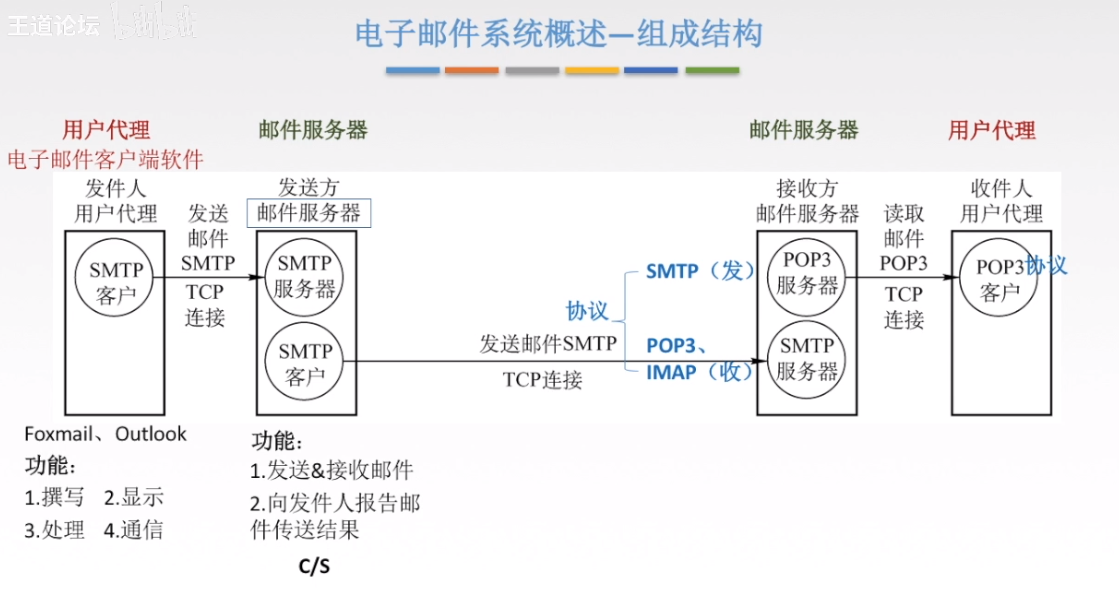 王道论坛 bilibili
电子邮件系统概述—组成结构
用户代理
邮件服务器
邮件服务器
用户代理
电子邮件客户端软件
发件人
用户代理
发送
邮件
SMTP
TCP
连接
发送方
邮件服务器
接收方
邮件服务器
读取
邮件
POP3
TCP
连接
收件人
用户代理
SMTP
客户
SMTP
服务器
SMTP
客户
发送邮件SMTP
TCP连接
协议
SMTP（发）
POP3、
IMAP（收）
POP3
服务器
SMTP
服务器
POP3
客户
协议
Foxmail、Outlook
功能：
1.撰写 2.显示
3.处理 4.通信
功能：
1.发送&接收邮件
2.向发件人报告邮
件传送结果
C/S